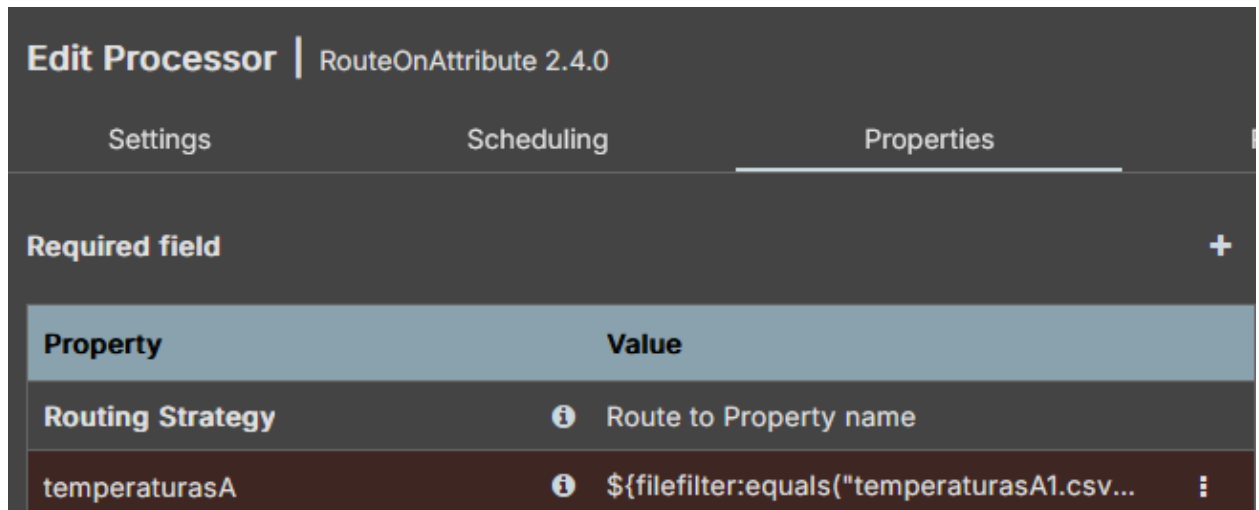 Edit Processor | RouteOnAttribute 2.4.0
Settings Scheduling Properties
Required field +
Property Value
Routing Strategy Route to Property name
temperaturasA ${filefilter:equals("temperaturasA1.csv...